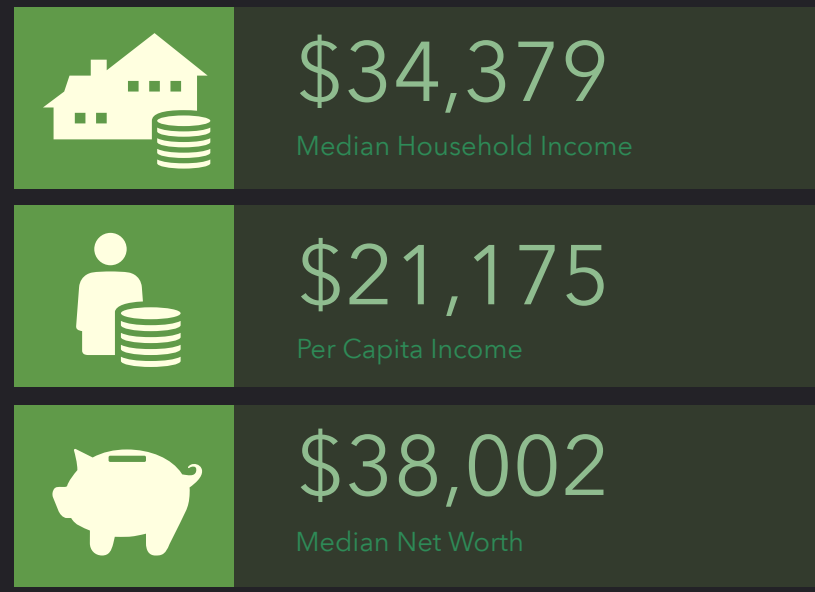 $34,379
Median Household Income
$21,175
Per Capita Income
$38,002
Median Net Worth